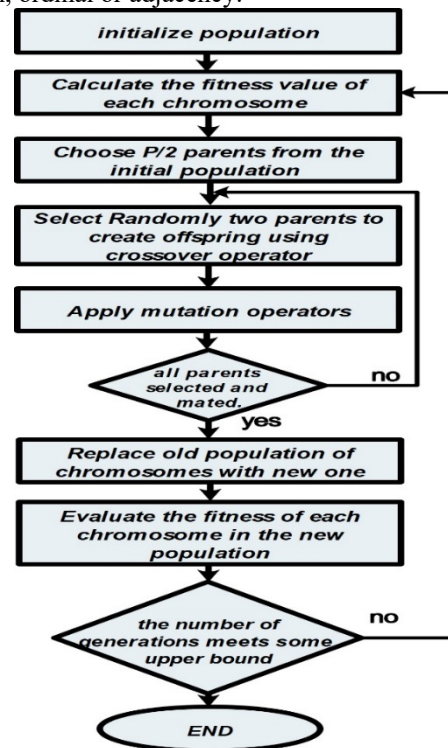 n, ordinal or adjacency.
initialize population
Calculate the fitness value of
each chromosome
Choose P/2 parents from the
initial population
Select Randomly two parents to
create offspring using
crossover operator
Apply mutation operators
all parents
selected and
mated.
no
yes
Replace old population of
chromosomes with new one
Evaluate the fitness of each
chromosome in the new
population
the number of
generations meets some
upper bound
no
END